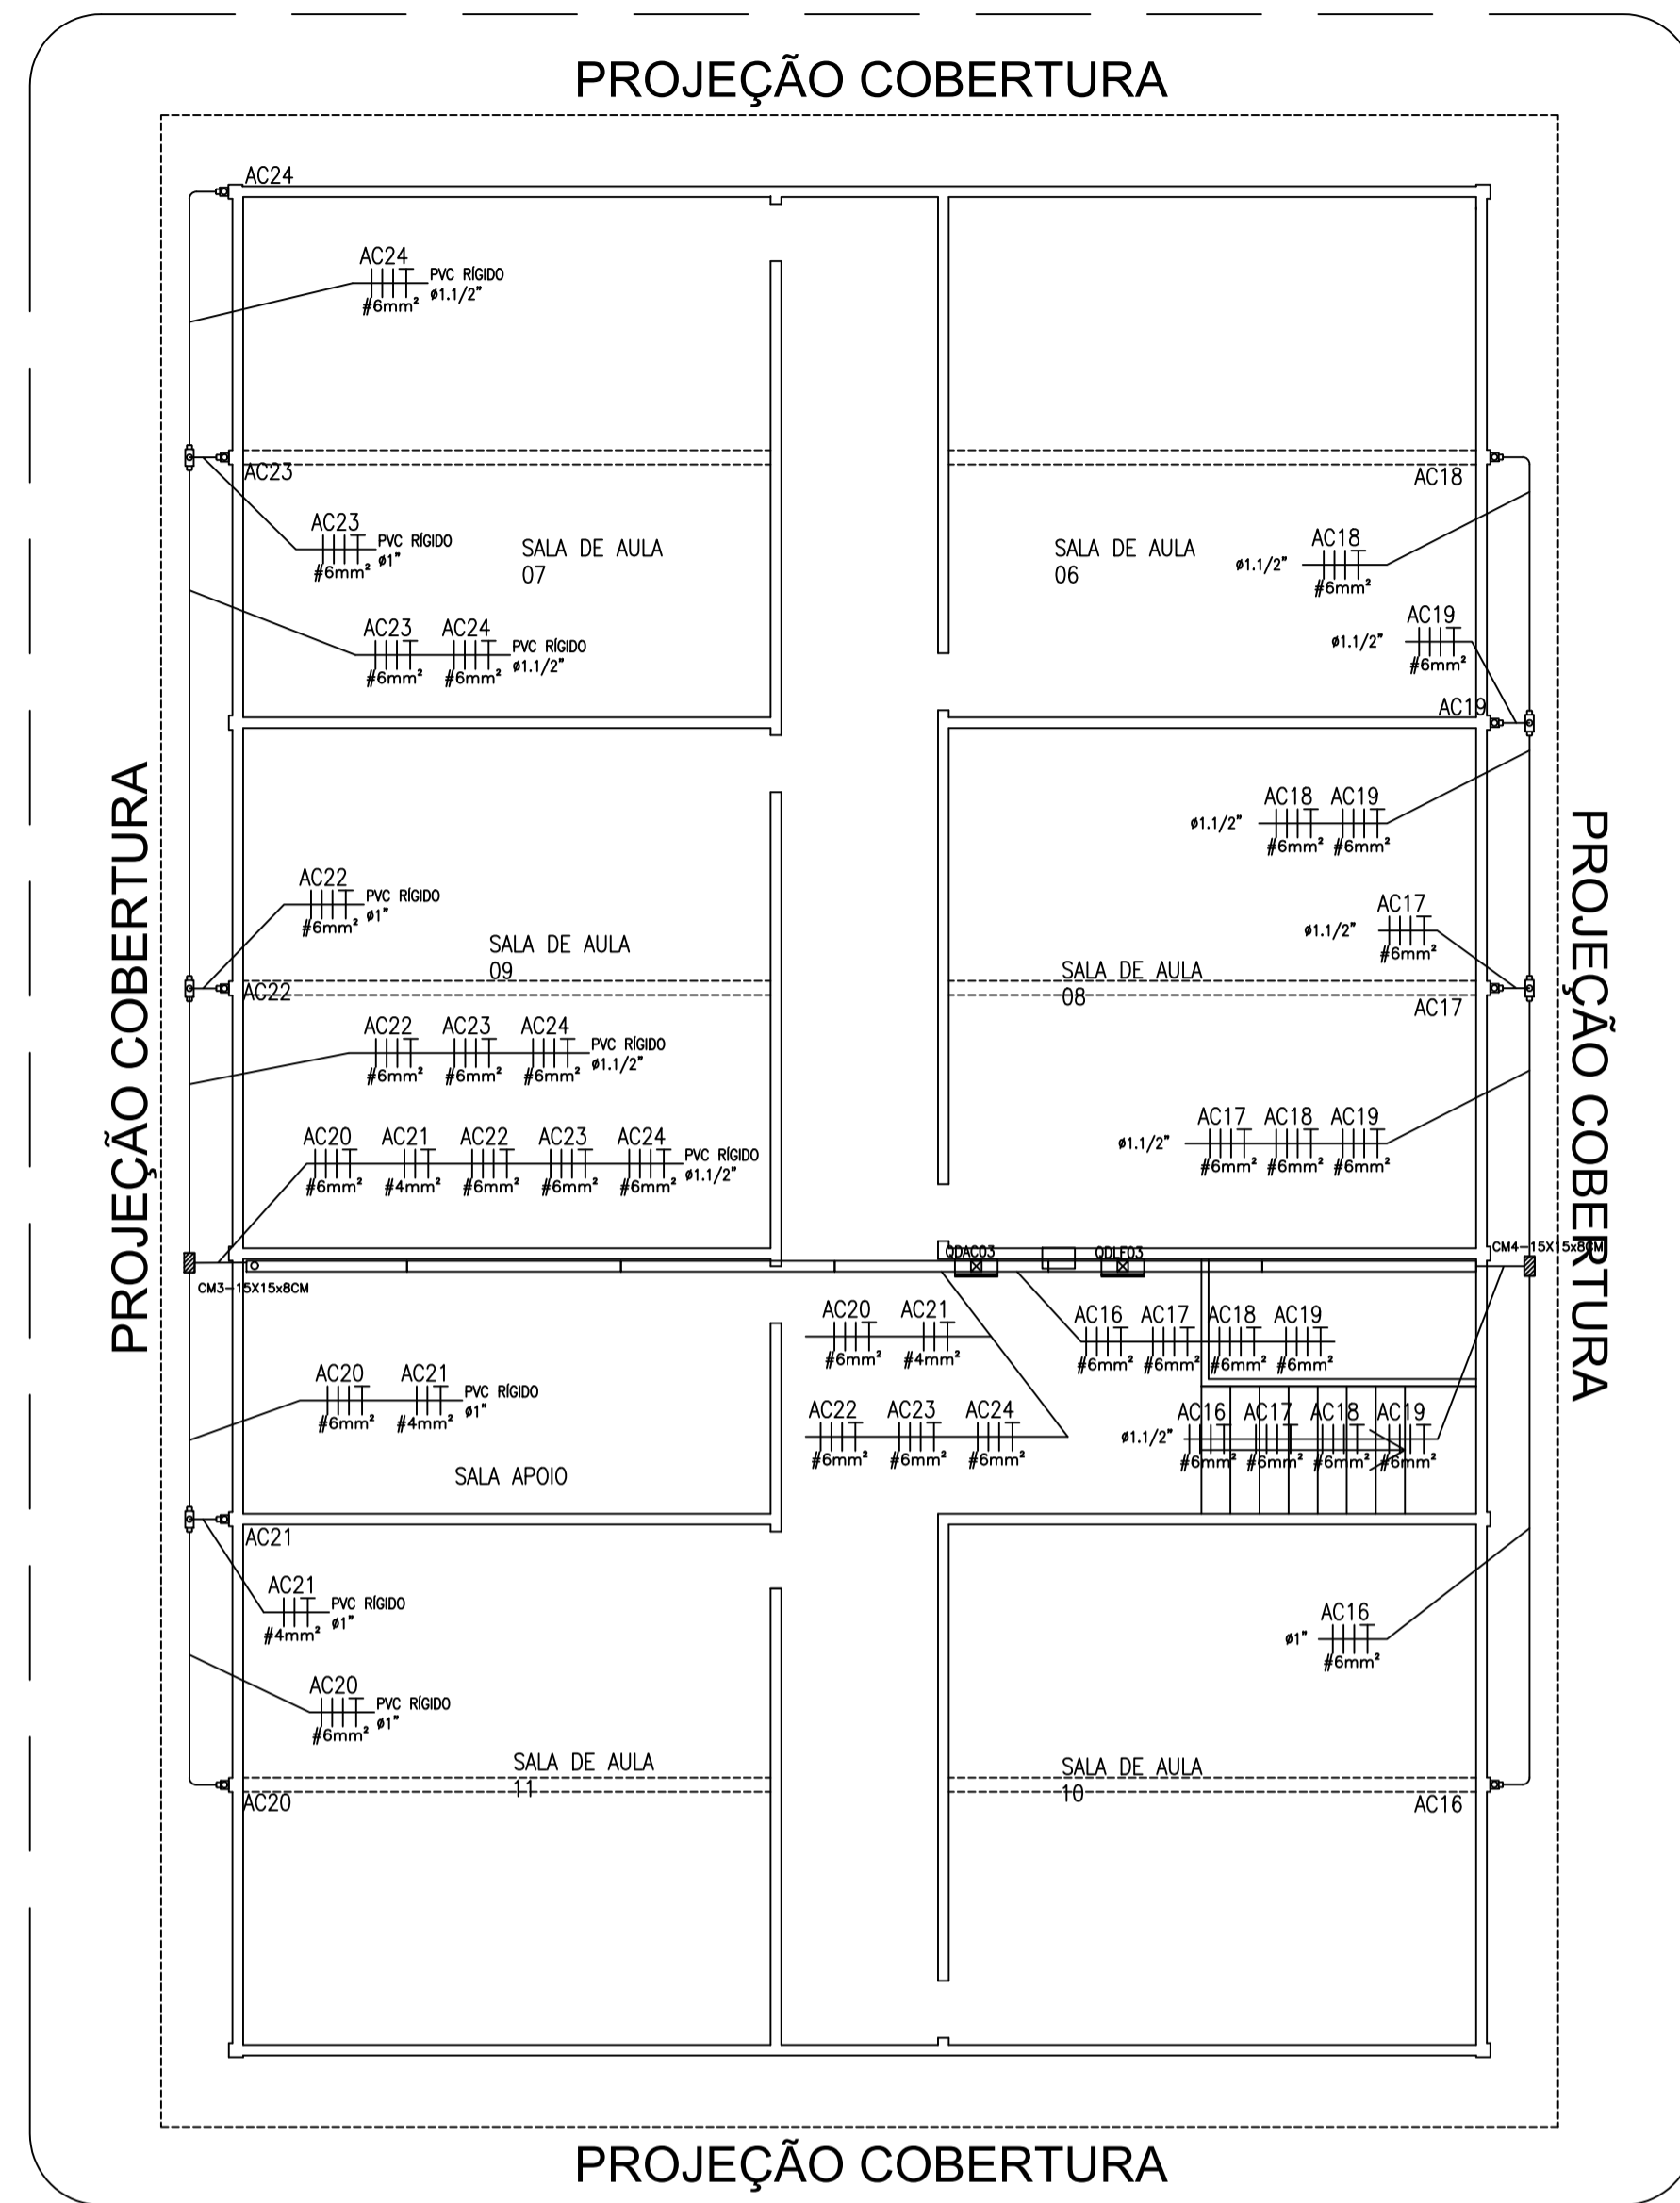 PROJEÇÃO COBERTURA
AC24
AC24
PVC RÍGIDO
#6mm² ø1.1/2"
AC23
AC18
AC23
PVC RÍGIDO
#6mm² ø1"
SALA DE AULA
07
SALA DE AULA
06
AC18
ø1.1/2"
#6mm²
AC19
ø1.1/2"
#6mm²
AC23 AC24
PVC RÍGIDO
#6mm² #6mm² ø1.1/2"
AC19
PROJEÇÃO COBERTURA
PROJEÇÃO COBERTURA
AC18 AC19
ø1.1/2"
#6mm² #6mm²
AC22
PVC RÍGIDO
#6mm² ø1"
AC17
ø1.1/2"
#6mm²
SALA DE AULA
09
SALA DE AULA
08
AC22
AC17
AC22 AC23 AC24
PVC RÍGIDO
#6mm² #6mm² #6mm² ø1.1/2"
AC17 AC18 AC19
ø1.1/2"
#6mm² #6mm² #6mm²
AC20 AC21 AC22 AC23 AC24
PVC RÍGIDO
#6mm² #4mm² #6mm² #6mm² #6mm² ø1.1/2"
QDAC03
QDLF03
CM4-15X15x8CM
CM3-15X15x8CM
AC20 AC21
#6mm² #4mm²
AC16 AC17 AC18 AC19
#6mm² #6mm² #6mm² #6mm²
AC20 AC21
PVC RÍGIDO
#6mm² #4mm² ø1"
AC22 AC23 AC24
#6mm² #6mm² #6mm²
AC16 AC17 AC18 AC19
ø1.1/2"
#6mm² #6mm² #6mm² #6mm²
SALA APOIO
AC21
AC21
PVC RÍGIDO
#4mm² ø1"
AC16
ø1"
#6mm²
AC20
PVC RÍGIDO
#6mm² ø1"
SALA DE AULA
11
SALA DE AULA
10
AC20
AC16
PROJEÇÃO COBERTURA